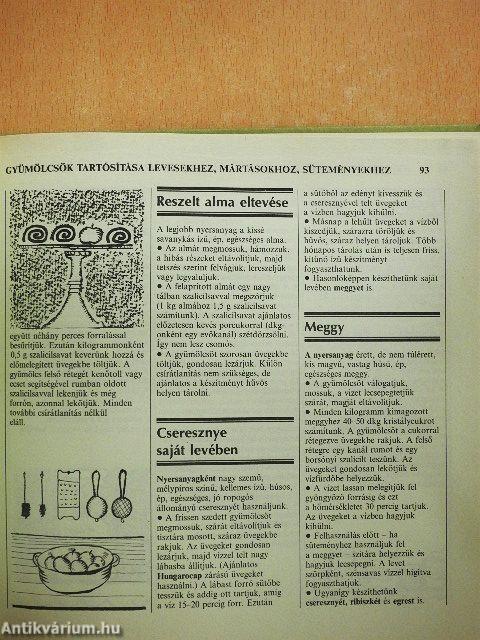 GYÜMÖLCSÖK TARTÓSÍTÁSA LEVESEKHEZ, MÁRTÁSOKHOZ, SÜTEMÉNYEKHEZ 93
együtt néhány perces forralással
besűrítjük. Ezután kilogrammonként
0,5 g szalicilsavat keverünk hozzá és
előmelegített üvegekbe töltjük. A
gyümölcs felső rétegét kenőtoll vagy
ecset segítségével rumban oldott
szalicilsavval lekenjük és még
forrón, azonnal lekötjük. Minden
további csírátlanítás nélkül
eláll.
Reszelt alma eltevése
A legjobb nyersanyag a kissé
savanykás ízű, ép, egészséges alma.
● Az almát megmossuk, hámozzuk,
a hibás részeket eltávolítjuk, majd
tetszés szerint felvágjuk, lereszeljük
vagy legyaluljuk.
● A felaprított almát egy nagy
tálban szalicilsavval megszórjuk
(1 kg almához 1,5 g szalicilsavat
számítunk). A szalicilsavat ajánlatos
előzetesen kevés porcukorral (dkg-
onként egy evőkanál) szétdörzsölni.
Így nem lesz csomós.
● A gyümölcsöt szorosan üvegekbe
töltjük, gondosan lezárjuk. Külön
csírátlanítás nem szükséges, de
ajánlatos a készítményt hűvös
helyen tárolni.
Cseresznye
saját levében
Nyersanyagként nagy szemű,
mélypiros színű, kellemes ízű, húsos,
ép, egészséges, jó ropogós
állományú cseresznyét használjunk.
● A frissen szedett gyümölcsöt
megmossuk, szárát eltávolítjuk és
tisztára mosott, száraz üvegekbe
rakjuk. Az üvegeket gondosan
lezárjuk, majd vízzel telt nagy
lábasba állítjuk. (Ajánlatos
Hungarocap zárású üvegeket
használni.) A lábast forró sütőbe
tesszük és addig ott tartjuk, amíg
a víz 15–20 percig forr. Ezután
a sütőből az edényt kivesszük és
a cseresznyével telt üvegeket
a vízben hagyjuk kihűlni.
● Másnap a lehűlt üvegeket a vízből
kiszedjük, szárazra töröljük és
hűvös, száraz helyen tároljuk. Több
hónapos tárolás után is teljesen friss,
kitűnő ízű készítményt
fogyaszthatunk.
● Hasonlóképpen készíthetünk saját
levében meggyet is.
Meggy
A nyersanyag érett, de nem túlérett,
kis magvú, vastag húsú, ép,
egészséges meggy.
● A gyümölcsöt válogatjuk,
mossuk, a vizet lecsepegtetjük
szárát, magját eltávolítjuk.
● Minden kilogramm kimagozott
meggyhez 40–50 dkg kristálycukrot
számítunk. A gyümölcsöt a cukorral
rétegezve üvegekbe rakjuk. A felső
rétegre egy kanál rumot és egy
borsónyi szalicilt teszünk. Az
üvegeket gondosan lekötjük és
vízfürdőbe helyezzük.
● A vizet lassan melegítjük fel
gyöngyöző forrásig és ezt
a hőmérsékletet 30 percig tartjuk.
Az üvegeket a vízben hagyjuk
kihűlni.
● Felhasználás előtt – ha
süteményhez használjuk fel
a meggyet – szitára helyezzük és
hagyjuk lecsepegni. A levet
szörpként, szénsavas vízzel hígítva
fogyaszthatjuk.
● Ugyanígy készíthetünk
cseresznyét, ribiszkét és egrest is.
Antikvárium.hu